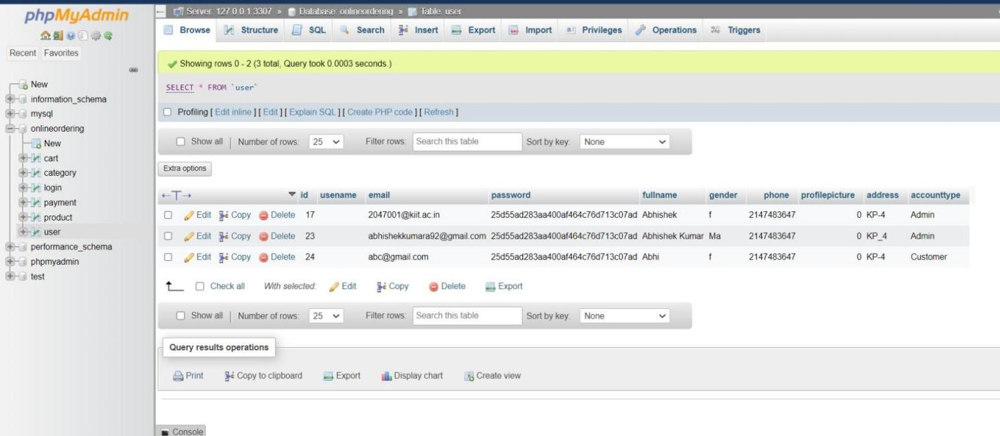 phpMyAdmin
Recent Favorites
New
information_schema
mysql
onlineordering
New
cart
category
login
payment
product
user
performance_schema
phpmyadmin
test
Server: 127.0.0.1:3307 » Database: onlineordering » Table: user
Browse Structure SQL Search Insert Export Import Privileges Operations Triggers
Showing rows 0 - 2 (3 total, Query took 0.0003 seconds.)
SELECT * FROM `user`
Profiling [ Edit inline ] [ Edit ] [ Explain SQL ] [ Create PHP code ] [ Refresh ]
Show all | Number of rows: 25 Filter rows: Search this table Sort by key: None
Extra options
←T→ id usename email password fullname gender phone profilepicture address accounttype
Edit Copy Delete 17 2047001@kiit.ac.in 25d55ad283aa400af464c76d713c07ad Abhishek f 2147483647 0 KP-4 Admin
Edit Copy Delete 23 abhishekkumara92@gmail.com 25d55ad283aa400af464c76d713c07ad Abhishek Kumar Ma 2147483647 0 KP_4 Admin
Edit Copy Delete 24 abc@gmail.com 25d55ad283aa400af464c76d713c07ad Abhi f 2147483647 0 KP-4 Customer
Check all With selected: Edit Copy Delete Export
Show all | Number of rows: 25 Filter rows: Search this table Sort by key: None
Query results operations
Print Copy to clipboard Export Display chart Create view
Console